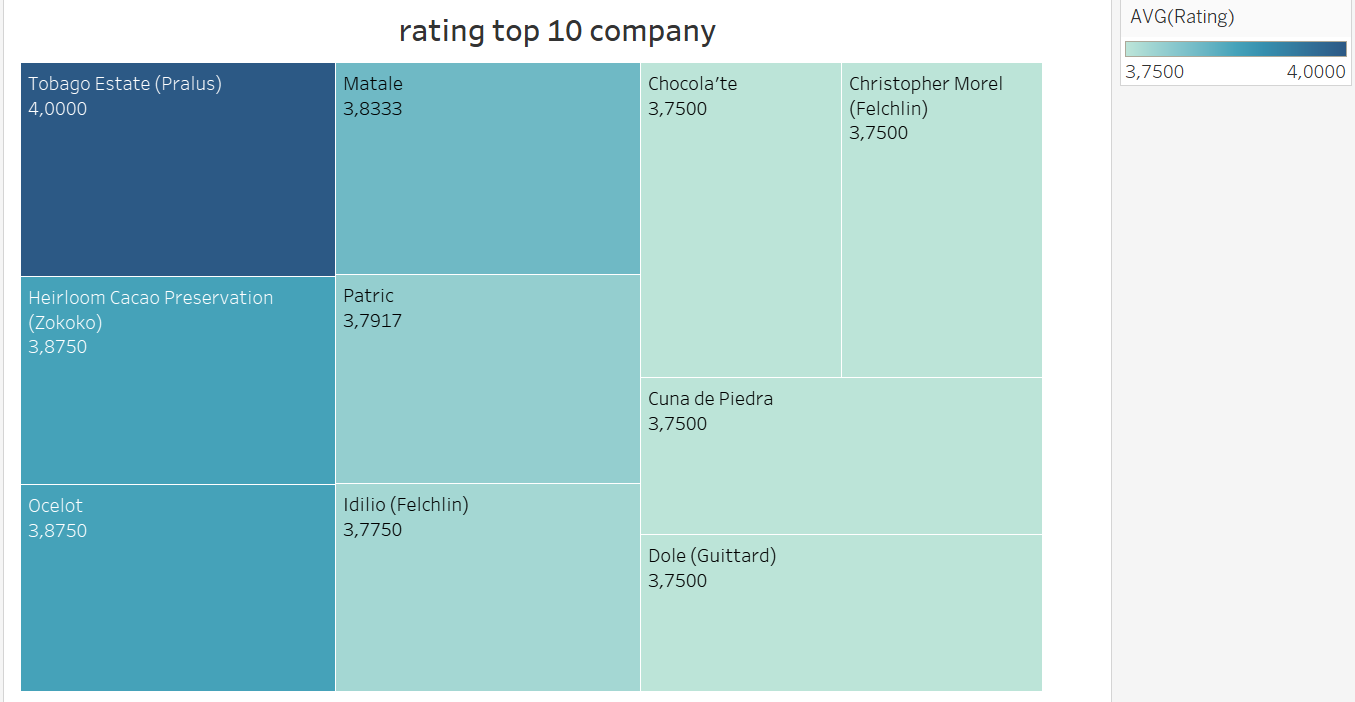 rating top 10 company
Tobago Estate (Pralus)
4,0000
Heirloom Cacao Preservation
(Zokoko)
3,8750
Ocelot
3,8750
Matale
3,8333
Patric
3,7917
Idilio (Felchlin)
3,7750
Chocola'te
3,7500
Christopher Morel
(Felchlin)
3,7500
Cuna de Piedra
3,7500
Dole (Guittard)
3,7500
AVG(Rating)
3,7500 4,0000